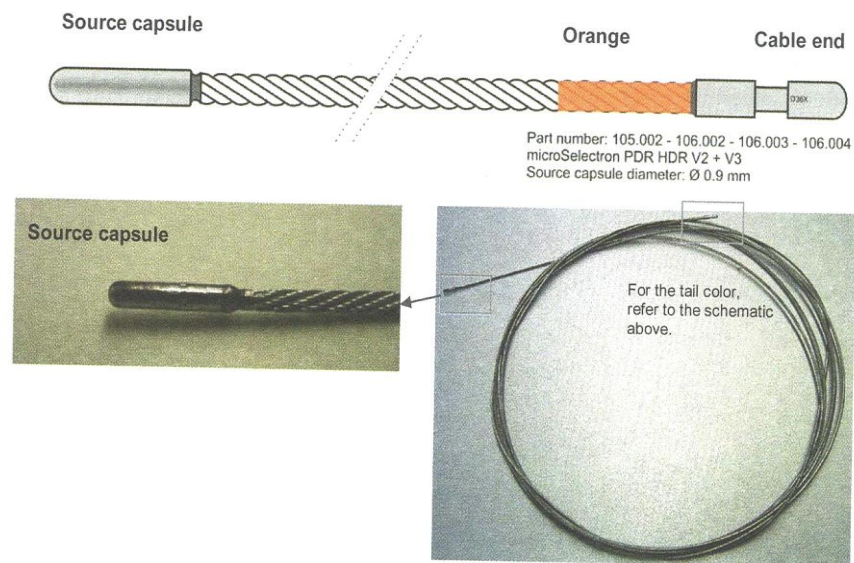 Source capsule
Orange
Cable end
D36X
Part number: 105.002 - 106.002 - 106.003 - 106.004
microSelectron PDR HDR V2 + V3
Source capsule diameter: Ø 0.9 mm
Source capsule
For the tail color,
refer to the schematic
above.